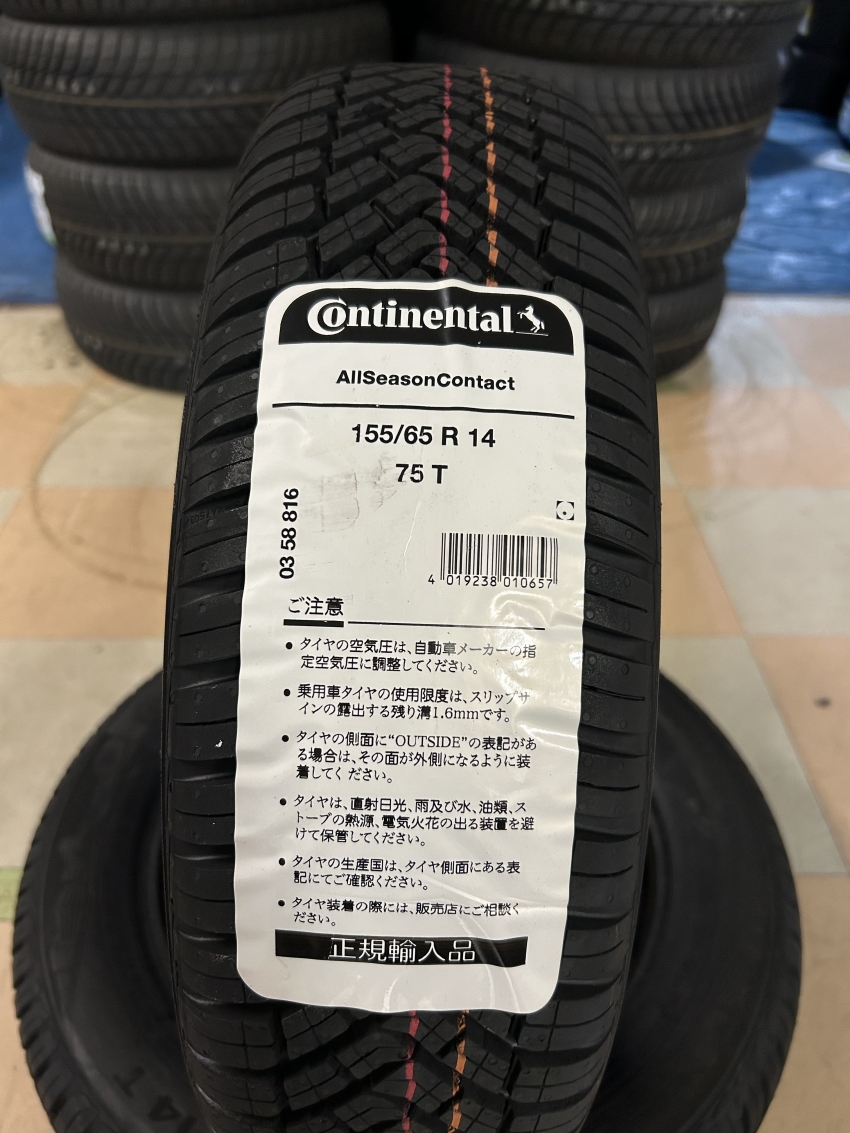 Continental
AllSeasonContact
155/65 R 14
75 T
03 58 816
4 019238 010657
ご注意
● タイヤの空気圧は、自動車メーカーの指
定空気圧に調整してください。
● 乗用車タイヤの使用限度は、スリップサ
インの露出する残り溝1.6mmです。
● タイヤの側面に“OUTSIDE”の表記があ
る場合は、その面が外側になるように装
着してください。
● タイヤは、直射日光、雨及び水、油類、ス
トーブの熱源、電気火花の出る装置を避
けて保管してください。
● タイヤの生産国は、タイヤ側面にある表
記にてご確認ください。
● タイヤ装着の際には、販売店にご相談く
ださい。
正規輸入品
14 T